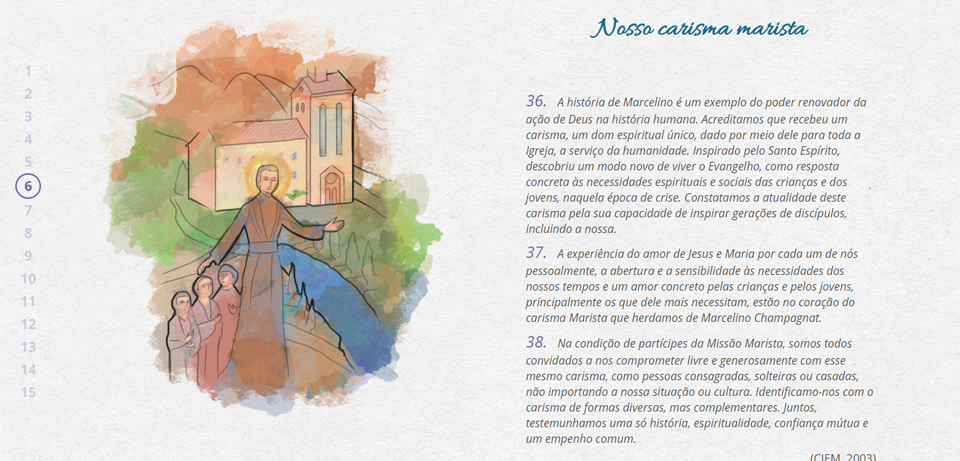 Nosso carisma marista
1
2
3
4
5
6
7
8
9
10
11
12
13
14
15
36. A história de Marcelino é um exemplo do poder renovador da
ação de Deus na história humana. Acreditamos que recebeu um
carisma, um dom espiritual único, dado por meio dele para toda a
Igreja, a serviço da humanidade. Inspirado pelo Santo Espírito,
descobriu um modo novo de viver o Evangelho, como resposta
concreta às necessidades espirituais e sociais das crianças e dos
jovens, naquela época de crise. Constatamos a atualidade deste
carisma pela sua capacidade de inspirar gerações de discípulos,
incluindo a nossa.
37. A experiência do amor de Jesus e Maria por cada um de nós
pessoalmente, a abertura e a sensibilidade às necessidades dos
nossos tempos e um amor concreto pelas crianças e pelos jovens,
principalmente os que dele mais necessitam, estão no coração do
carisma Marista que herdamos de Marcelino Champagnat.
38. Na condição de partícipes da Missão Marista, somos todos
convidados a nos comprometer livre e generosamente com esse
mesmo carisma, como pessoas consagradas, solteiras ou casadas,
não importando a nossa situação ou cultura. Identificamo-nos com o
carisma de formas diversas, mas complementares. Juntos,
testemunhamos uma só história, espiritualidade, confiança mútua e
um empenho comum.
(CIEM, 2003)